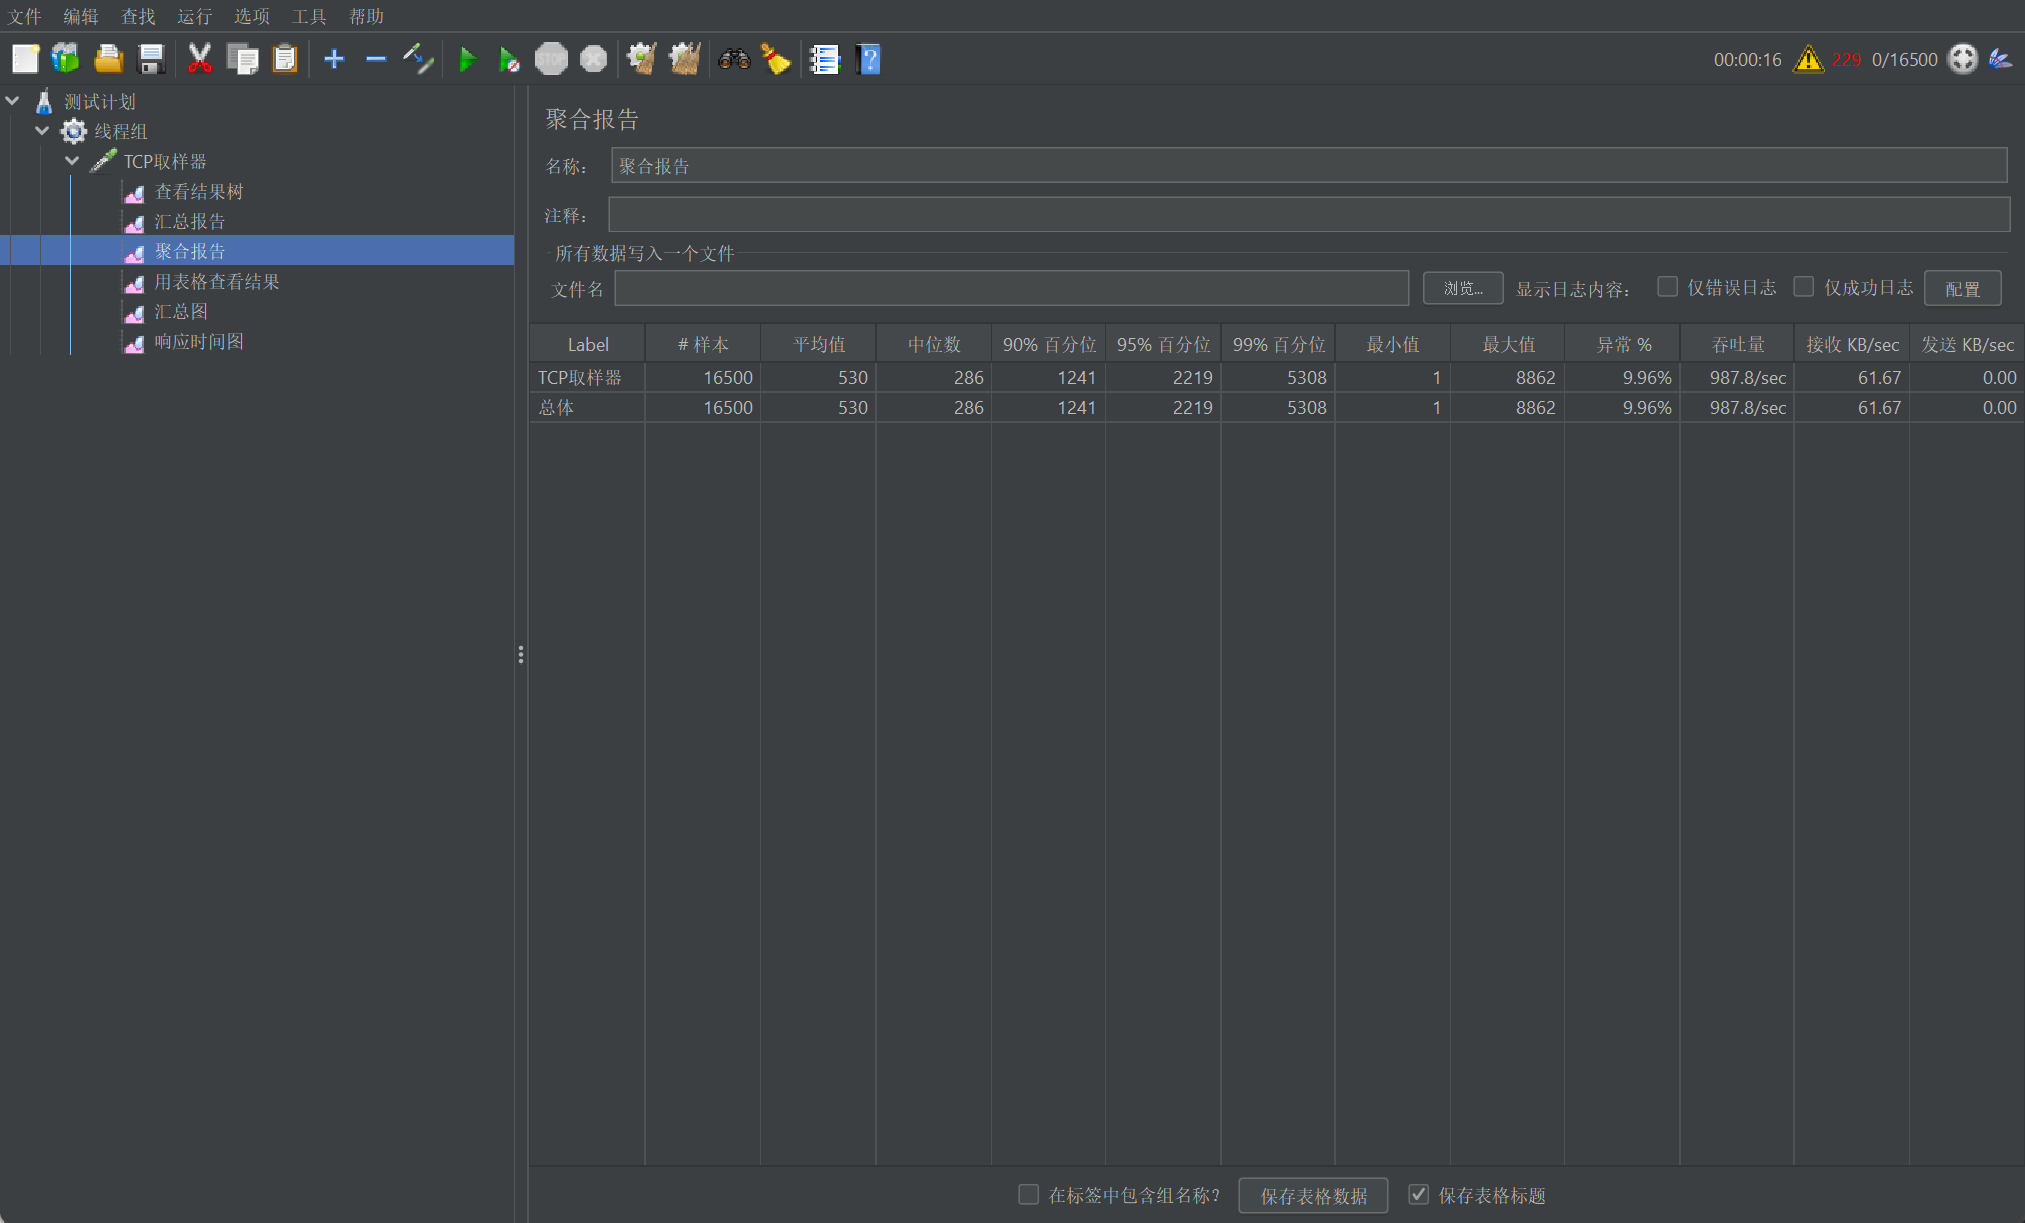 文件 编辑 查找 运行 选项 工具 帮助
STOP
00:00:16 229 0/16500
测试计划
线程组
TCP取样器
查看结果树
汇总报告
聚合报告
用表格查看结果
汇总图
响应时间图
聚合报告
名称： 聚合报告
注释：
所有数据写入一个文件
文件名 浏览... 显示日志内容： 仅错误日志 仅成功日志 配置
Label # 样本 平均值 中位数 90% 百分位 95% 百分位 99% 百分位 最小值 最大值 异常 % 吞吐量 接收 KB/sec 发送 KB/sec
TCP取样器 16500 530 286 1241 2219 5308 1 8862 9.96% 987.8/sec 61.67 0.00
总体 16500 530 286 1241 2219 5308 1 8862 9.96% 987.8/sec 61.67 0.00
在标签中包含组名称？ 保存表格数据 保存表格标题